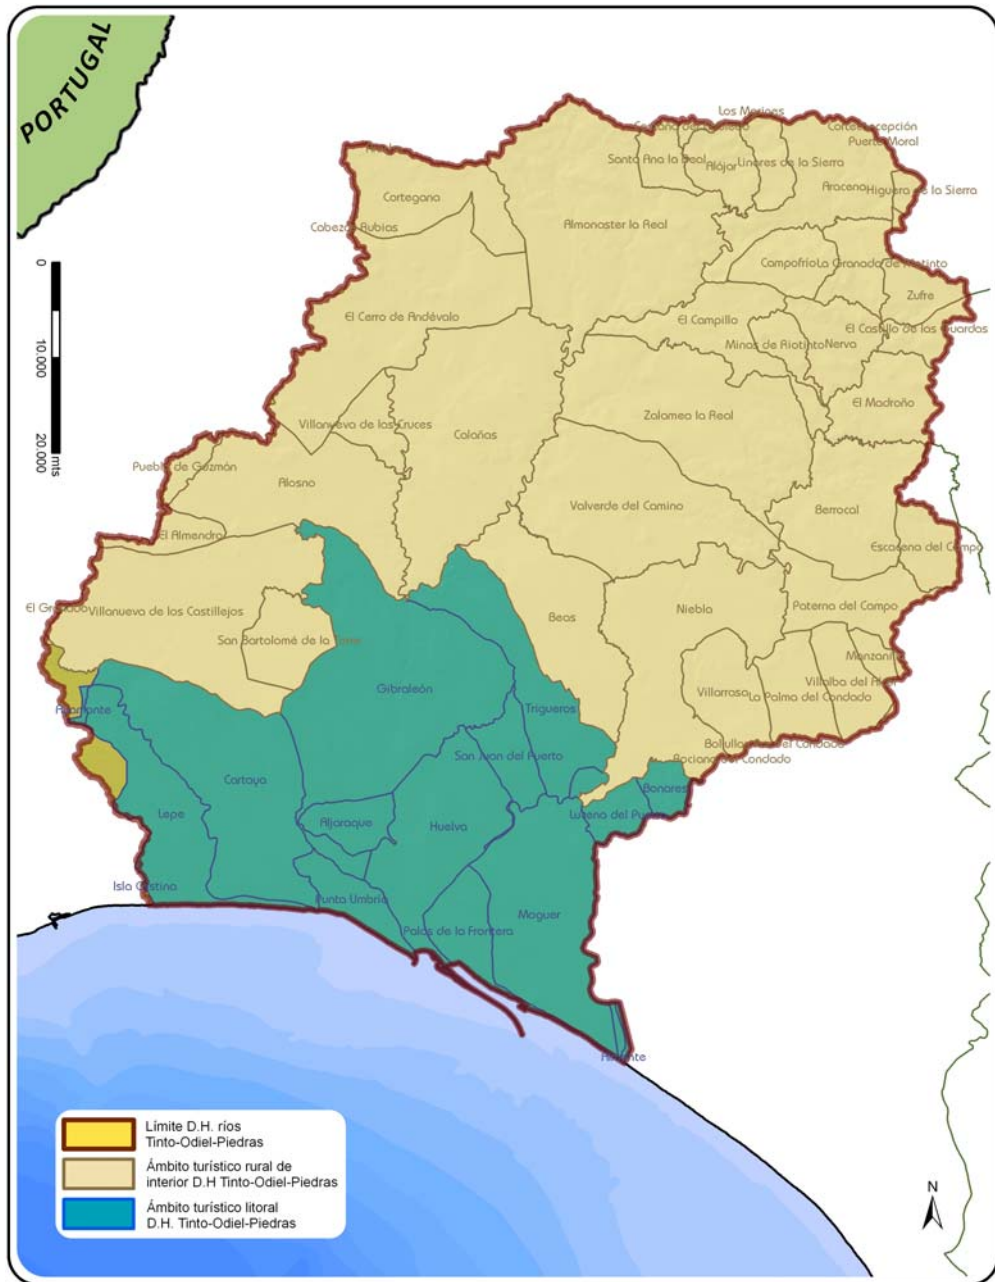 PORTUGAL
Los Marines
Cortelazor
Puerto Moral
Santa Ana la Real
Alájar
Linares de la Sierra
Aracena
Higuera de la Sierra
Cortegana
Cabezas Rubias
Almonaster la Real
Campofrío
La Granada de Riotinto
Zufre
0
10.000
20.000 mts
El Cerro de Andévalo
El Campillo
El Castillo de las Guardas
Minas de Riotinto
Nerva
El Madroño
Villanueva de las Cruces
Calañas
Zalamea la Real
Puebla de Guzmán
Alosno
Valverde del Camino
Berrocal
El Almendro
Escacena del Campo
El Granado
Villanueva de los Castillejos
San Bartolomé de la Torre
Beas
Niebla
Paterna del Campo
Manzanilla
Gibraleón
Villarrasa
Villalba del Alcor
La Palma del Condado
Ayamonte
Trigueros
Bollullos Par del Condado
Rociana del Condado
San Juan del Puerto
Cartaya
Bonares
Lepe
Aljaraque
Huelva
Lucena del Puerto
Isla Cristina
Punta Umbría
Moguer
Palos de la Frontera
Límite D.H. ríos
Tinto-Odiel-Piedras
Ámbito turístico rural de
interior D.H Tinto-Odiel-Piedras
Ámbito turístico litoral
D.H. Tinto-Odiel-Piedras
N